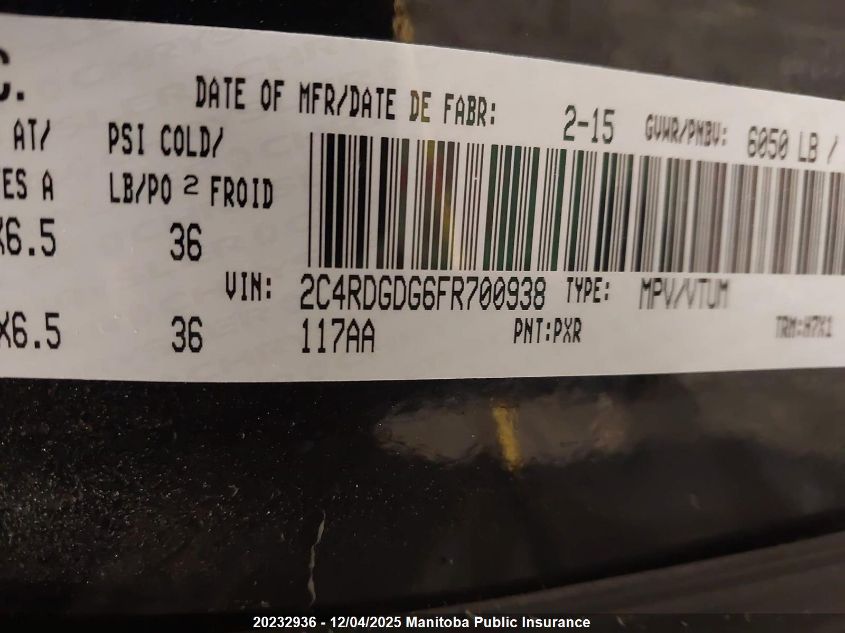 C.
DATE OF MFR/DATE DE FABR: 2-15 GVWR/PNBV: 6050 LB /
AT/ PSI COLD/
ES A LB/PO 2 FROID
X6.5 36
VIN: 2C4RDGDG6FR700938 TYPE: MPV/VTUM
X6.5 36 117AA PNT:PXR TRM:H7X1
20232936 - 12/04/2025 Manitoba Public Insurance